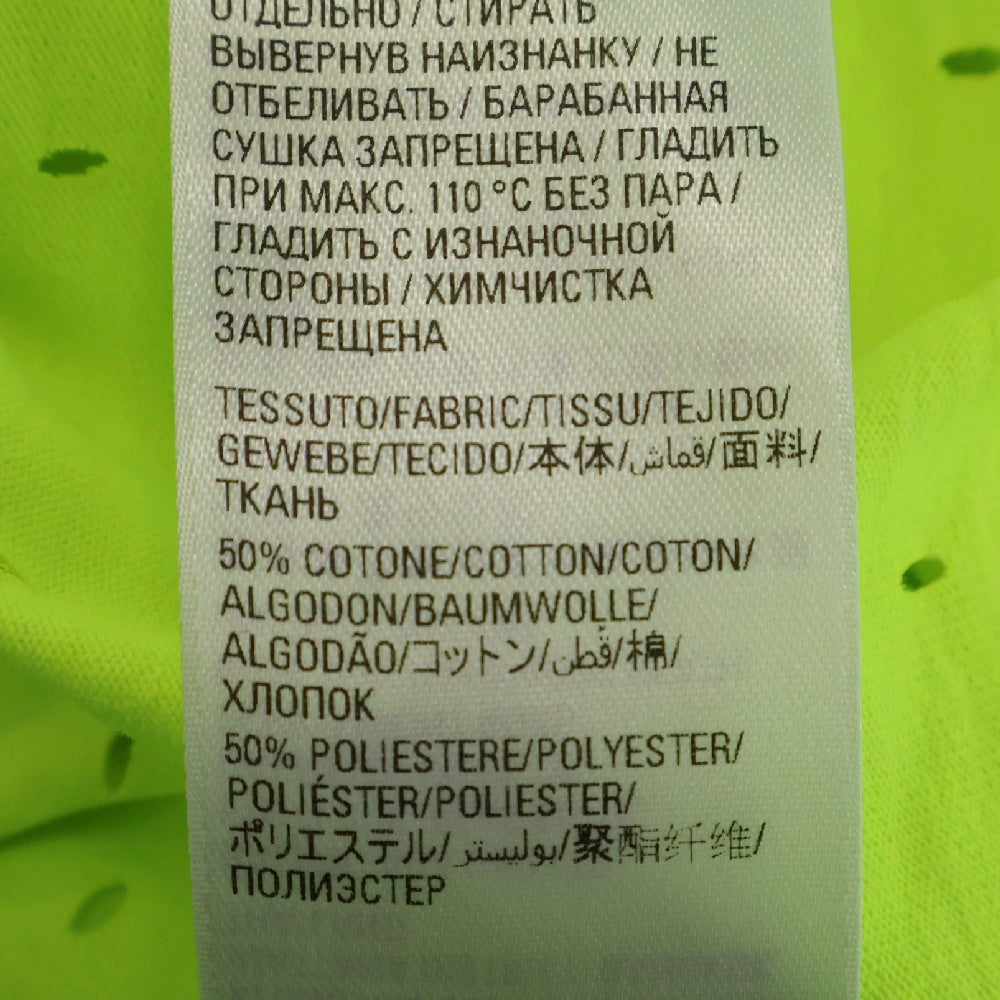 ОТДЕЛЬНО / СТИРАТЬ
ВЫВЕРНУВ НАИЗНАНКУ / НЕ
ОТБЕЛИВАТЬ / БАРАБАННАЯ
СУШКА ЗАПРЕЩЕНА / ГЛАДИТЬ
ПРИ МАКС. 110 °C БЕЗ ПАРА /
ГЛАДИТЬ С ИЗНАНОЧНОЙ
СТОРОНЫ / ХИМЧИСТКА
ЗАПРЕЩЕНА
TESSUTO/FABRIC/TISSU/TEJIDO/
GEWEBE/TECIDO/本体/قماش/面料/
ТКАНЬ
50% COTONE/COTTON/COTON/
ALGODON/BAUMWOLLE/
ALGODÃO/コットン/قطن/棉/
ХЛОПОК
50% POLIESTERE/POLYESTER/
POLIÉSTER/POLIESTER/
ポリエステル/بوليستر/聚酯纤维/
ПОЛИЭСТЕР